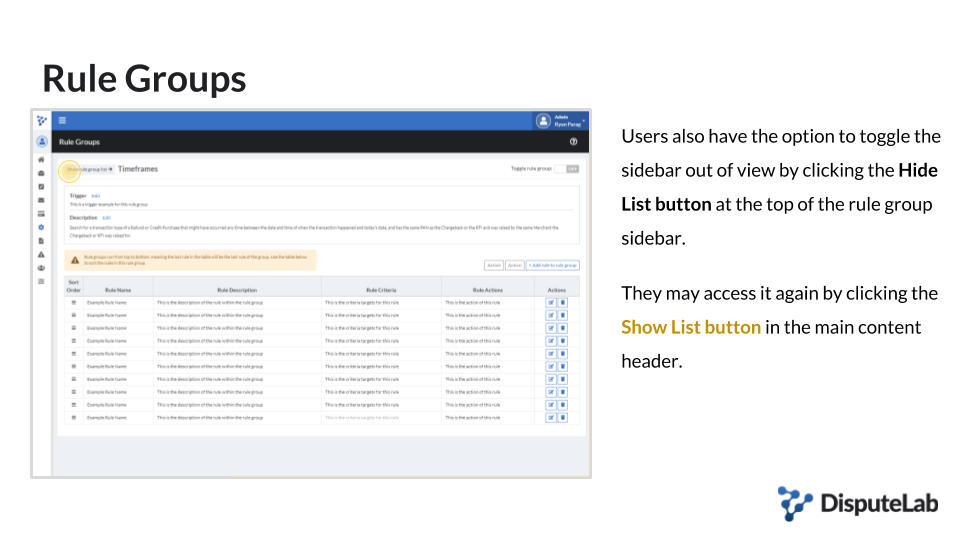 Rule Groups
Admin
Ryan Parag
Rule Groups
rule group list → Timeframes
Toggle rule group: OFF
Trigger Edit
This is a trigger example for this rule group
Description Edit
Search for a transaction type of a Refund or Credit Purchase that might have occurred any time between the date and time of when the transaction happened and today's date, and has the same PAN as the Chargeback or the RFI and was raised by the same Merchant the
Chargeback or RFI was raised for.
Rule groups run from top to bottom, meaning the last rule in the table will be the last rule of the group, use the table below
to sort the rules in this rule group
Action Action + Add rule to rule group
Sort Order Rule Name Rule Description Rule Criteria Rule Actions Actions
Example Rule Name This is the description of the rule within the rule group This is the criteria targets for this rule This is the action of this rule
Example Rule Name This is the description of the rule within the rule group This is the criteria targets for this rule This is the action of this rule
Example Rule Name This is the description of the rule within the rule group This is the criteria targets for this rule This is the action of this rule
Example Rule Name This is the description of the rule within the rule group This is the criteria targets for this rule This is the action of this rule
Example Rule Name This is the description of the rule within the rule group This is the criteria targets for this rule This is the action of this rule
Example Rule Name This is the description of the rule within the rule group This is the criteria targets for this rule This is the action of this rule
Example Rule Name This is the description of the rule within the rule group This is the criteria targets for this rule This is the action of this rule
Example Rule Name This is the description of the rule within the rule group This is the criteria targets for this rule This is the action of this rule
Example Rule Name This is the description of the rule within the rule group This is the criteria targets for this rule This is the action of this rule
Example Rule Name This is the description of the rule within the rule group This is the criteria targets for this rule This is the action of this rule
Users also have the option to toggle the
sidebar out of view by clicking the Hide
List button at the top of the rule group
sidebar.
They may access it again by clicking the
Show List button in the main content
header.
DisputeLab